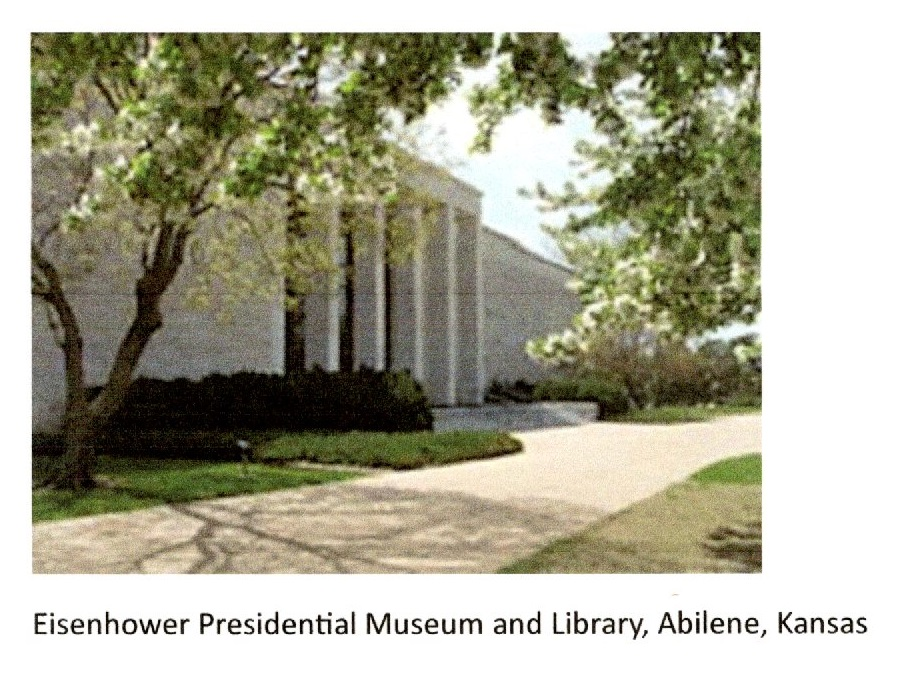 Eisenhower Presidential Museum and Library, Abilene, Kansas